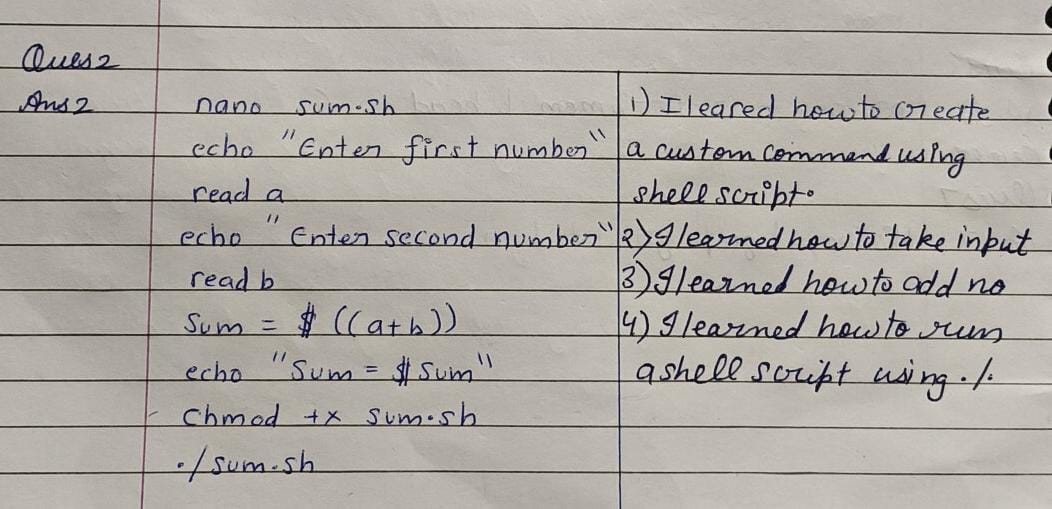 Ques 2
Ans 2
nano sum.sh
echo "Enter first number"
read a
echo "Enter second number"
read b
Sum = $ ((a+b))
echo "Sum = $ Sum"
Chmod +x sum.sh
./sum.sh
1) I leared how to create
a custom command using
shell script.
2) I learned how to take input
3) I learned how to add no
4) I learned how to run
a shell script using ./.